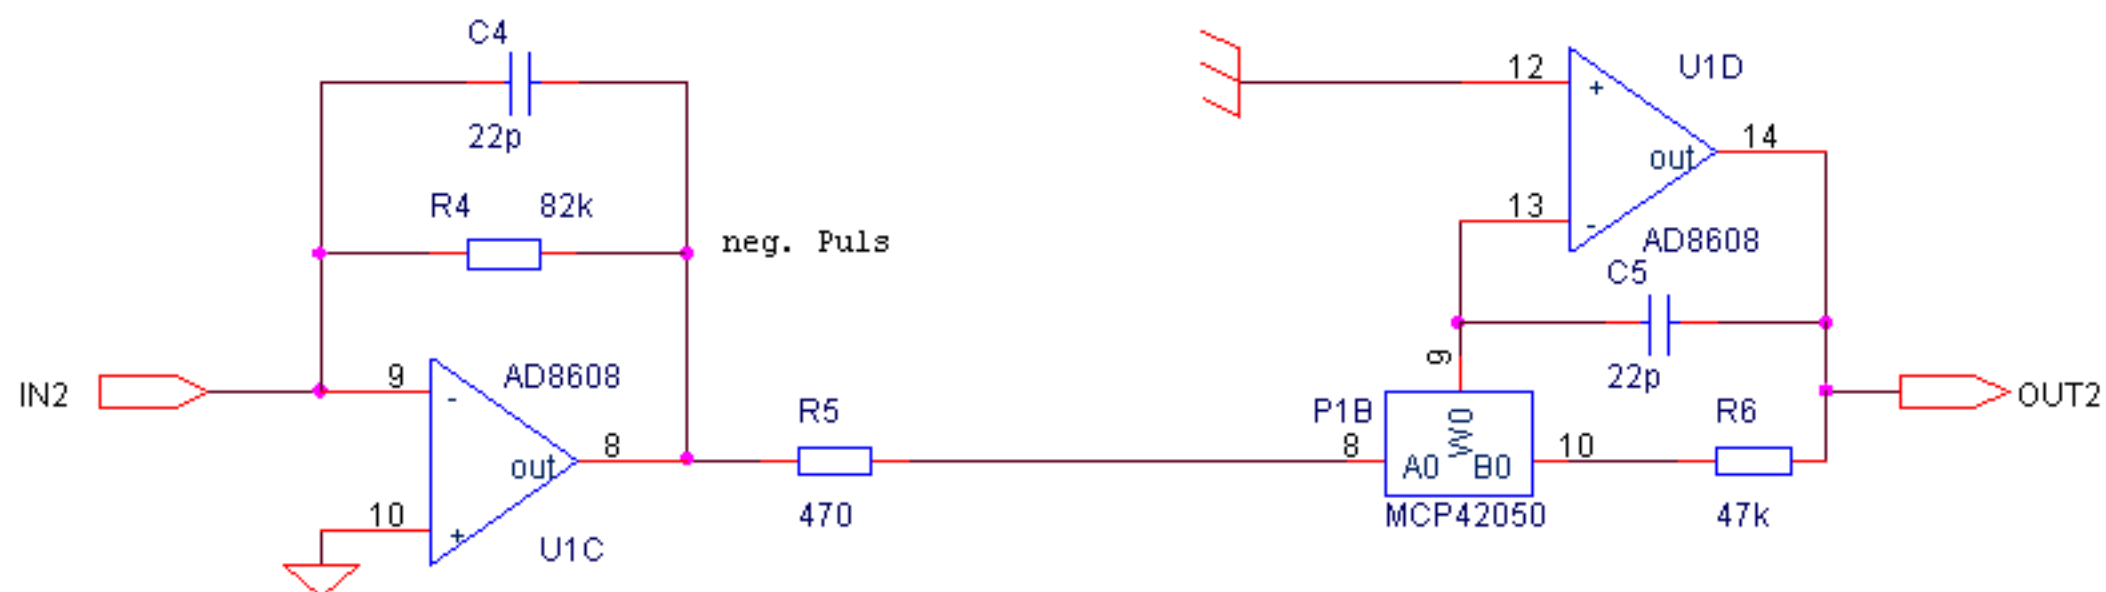 C4
22p
R4 82k
neg. Puls
IN2
9
-
AD8608
out
8
10
+
U1C
R5
470
12
+
U1D
out
14
13
-
AD8608
C5
22p
9
P1B
8
A0
W0
B0
10
MCP42050
R6
47k
OUT2